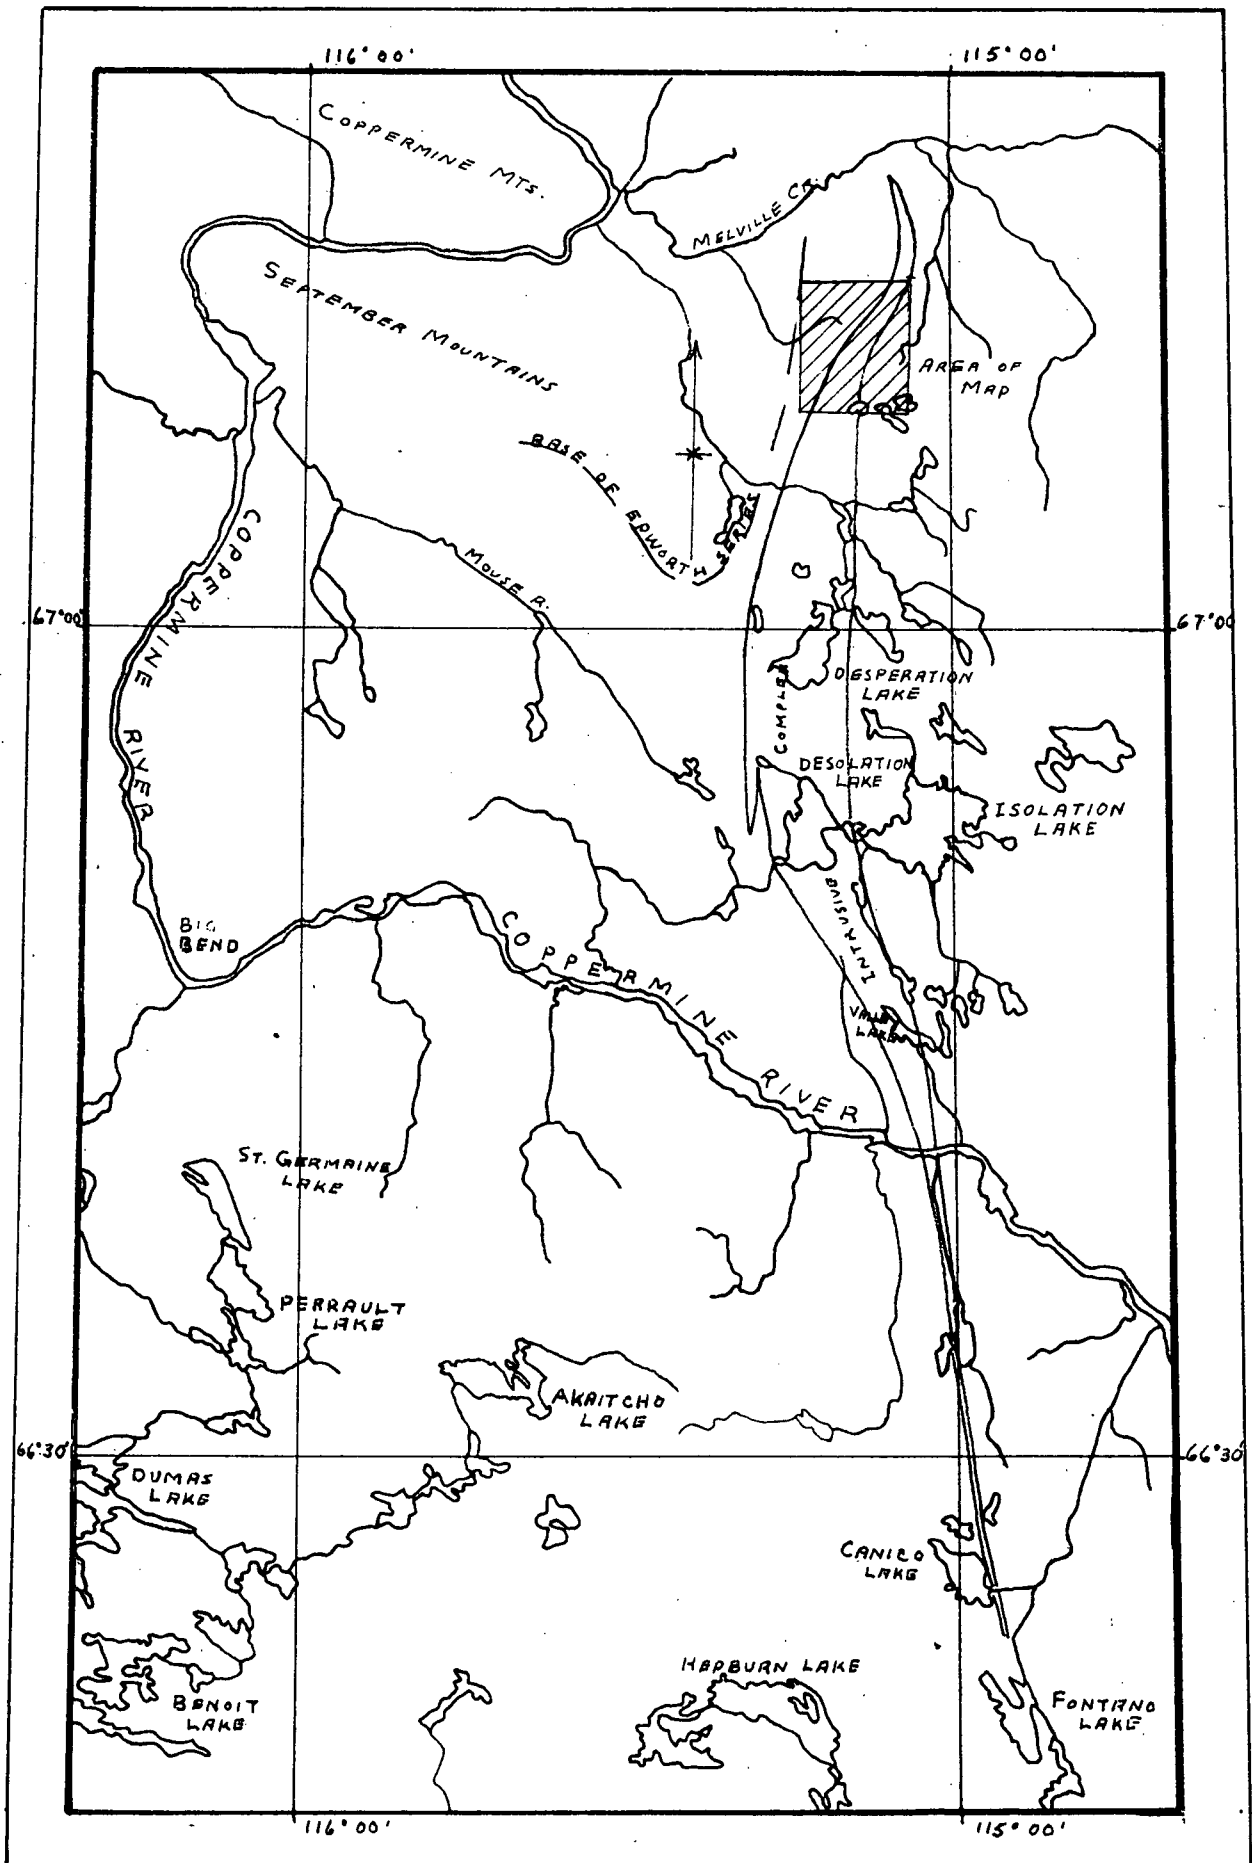 116° 00'
115° 00'
COPPERMINE MTS.
MELVILLE CR.
SEPTEMBER MOUNTAINS
AREA OF
MAP
BASE OF EPWORTH SERIES
COPPERMINE RIVER
MOUSE R.
67°00
67°00
COMPLEX
DESPERATION
LAKE
DESOLATION
LAKE
ISOLATION
LAKE
INTRUSIVE
BIG
BEND
COPPERMINE RIVER
VALLEY
LAKE
ST. GERMAINE
LAKE
PERRAULT
LAKE
AKAITCHO
LAKE
66°30'
66°30'
DUMAS
LAKE
CANICO
LAKE
HEPBURN LAKE
BENOIT
LAKE
FONTANO
LAKE
116° 00'
115° 00'